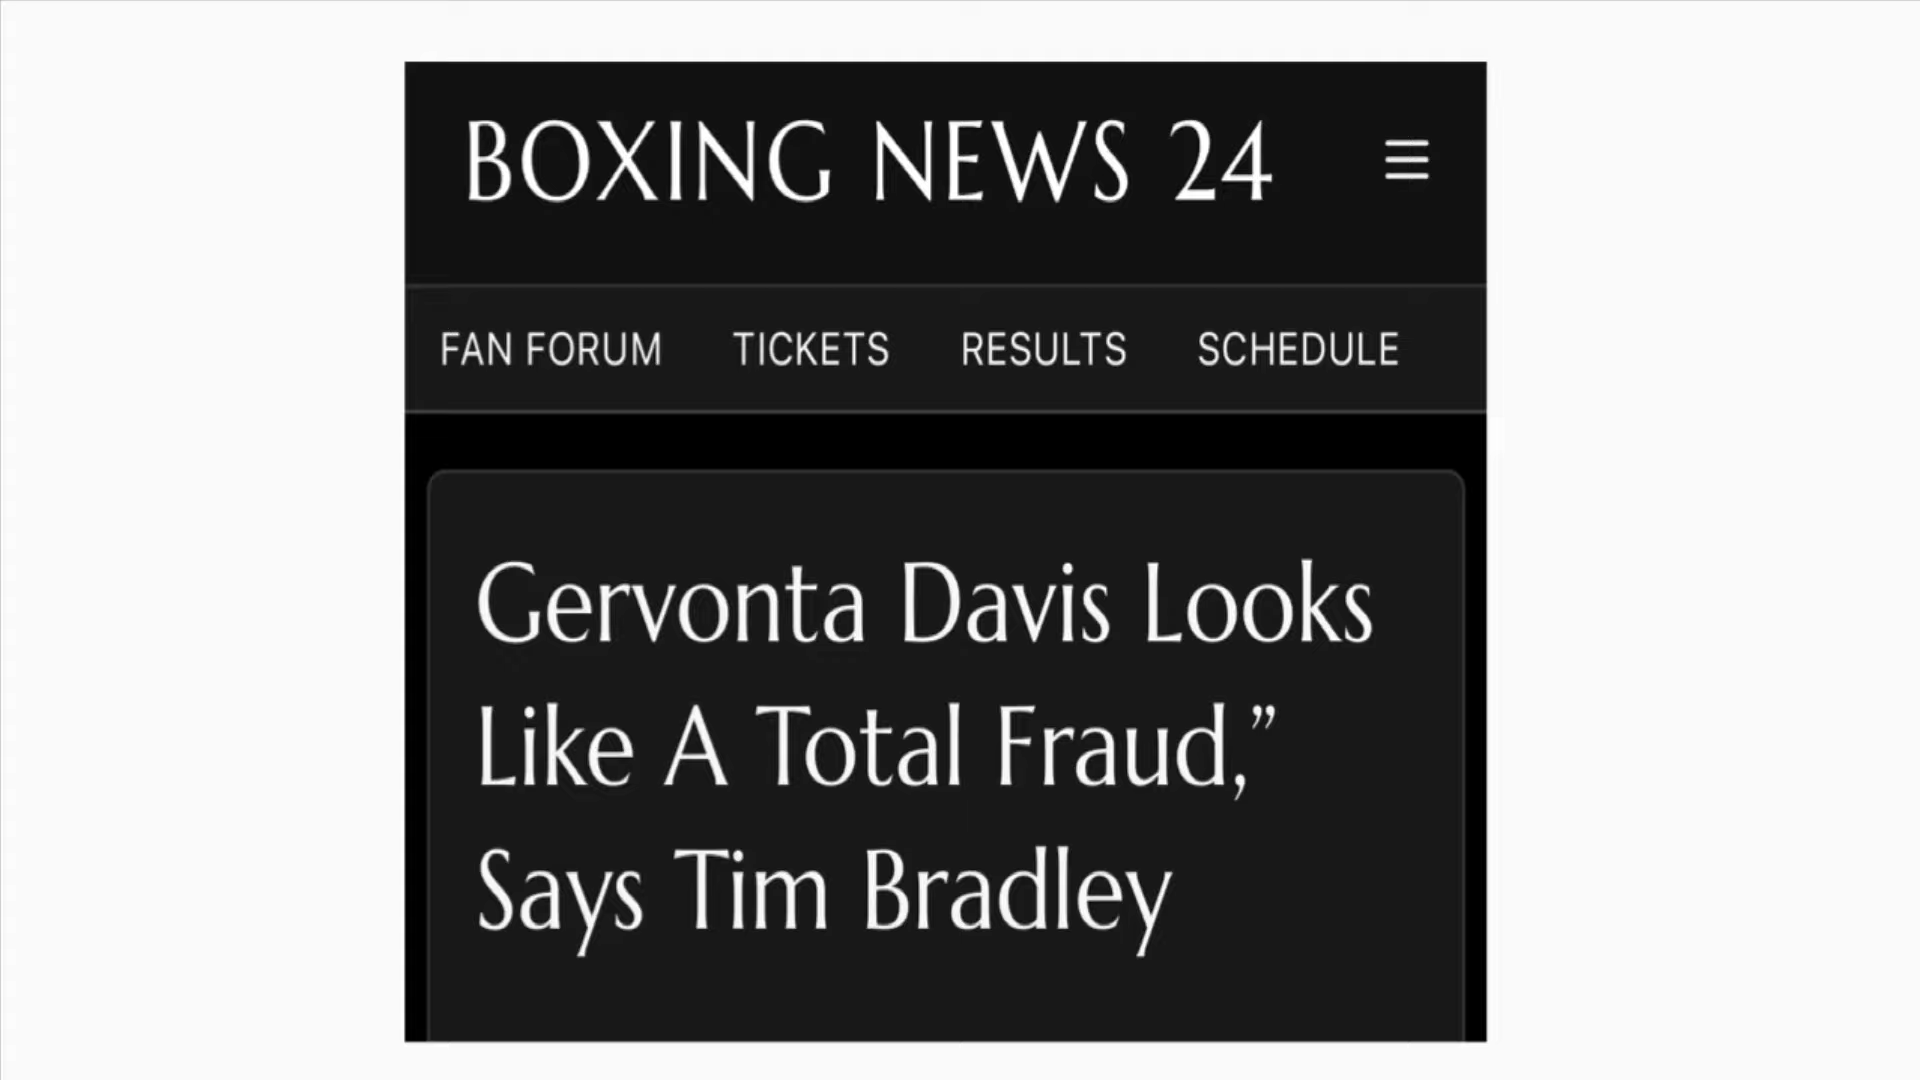 BOXING NEWS 24
FAN FORUM TICKETS RESULTS SCHEDULE
Gervonta Davis Looks
Like A Total Fraud,”
Says Tim Bradley